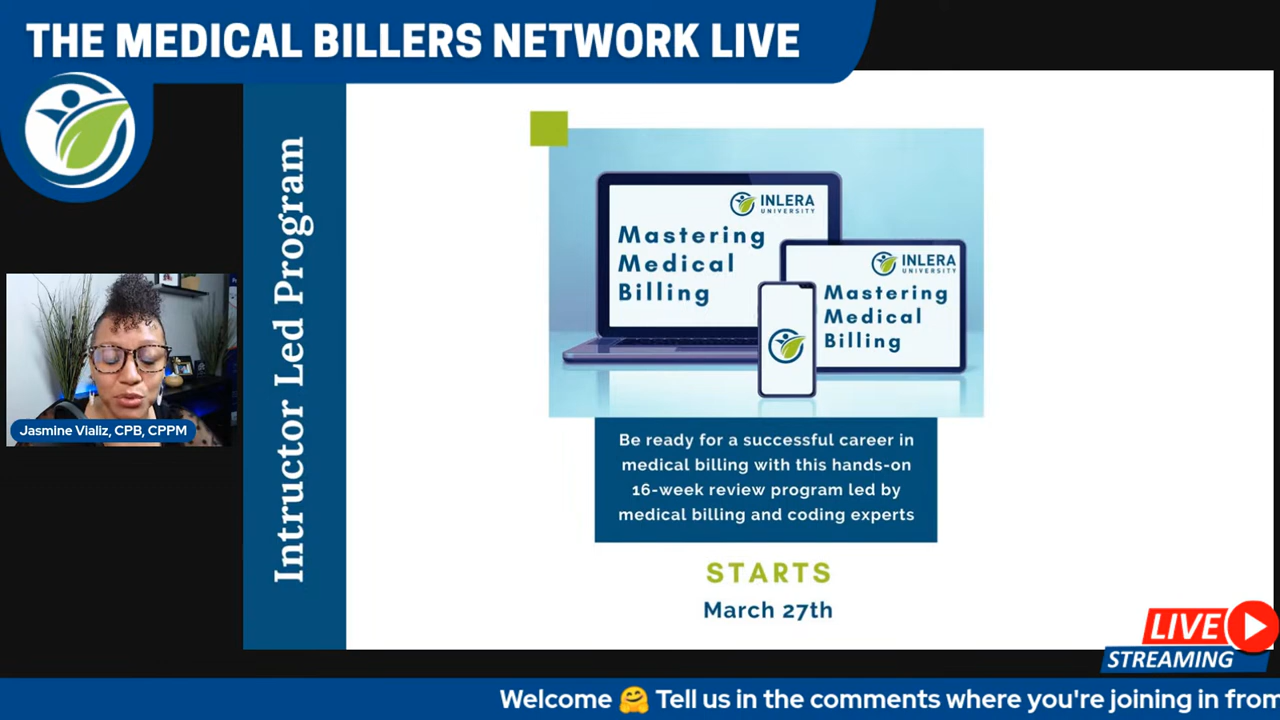 THE MEDICAL BILLERS NETWORK LIVE
Intructor Led Program
INLERA
UNIVERSITY
Mastering
Medical
Billing
INLERA
UNIVERSITY
Mastering
Medical
Billing
Jasmine Vializ, CPB, CPPM
Be ready for a successful career in
medical billing with this hands-on
16-week review program led by
medical billing and coding experts
STARTS
March 27th
LIVE
STREAMING
Welcome 🤗 Tell us in the comments where you're joining in from